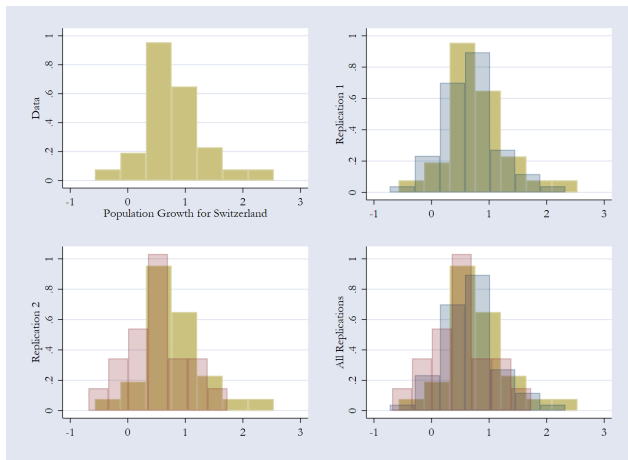 Data
0 .2 .4 .6 .8 1
-1 0 1 2 3
Population Growth for Switzerland
Replication 1
0 .2 .4 .6 .8 1
-1 0 1 2 3
Replication 2
0 .2 .4 .6 .8 1
-1 0 1 2 3
All Replications
0 .2 .4 .6 .8 1
-1 0 1 2 3